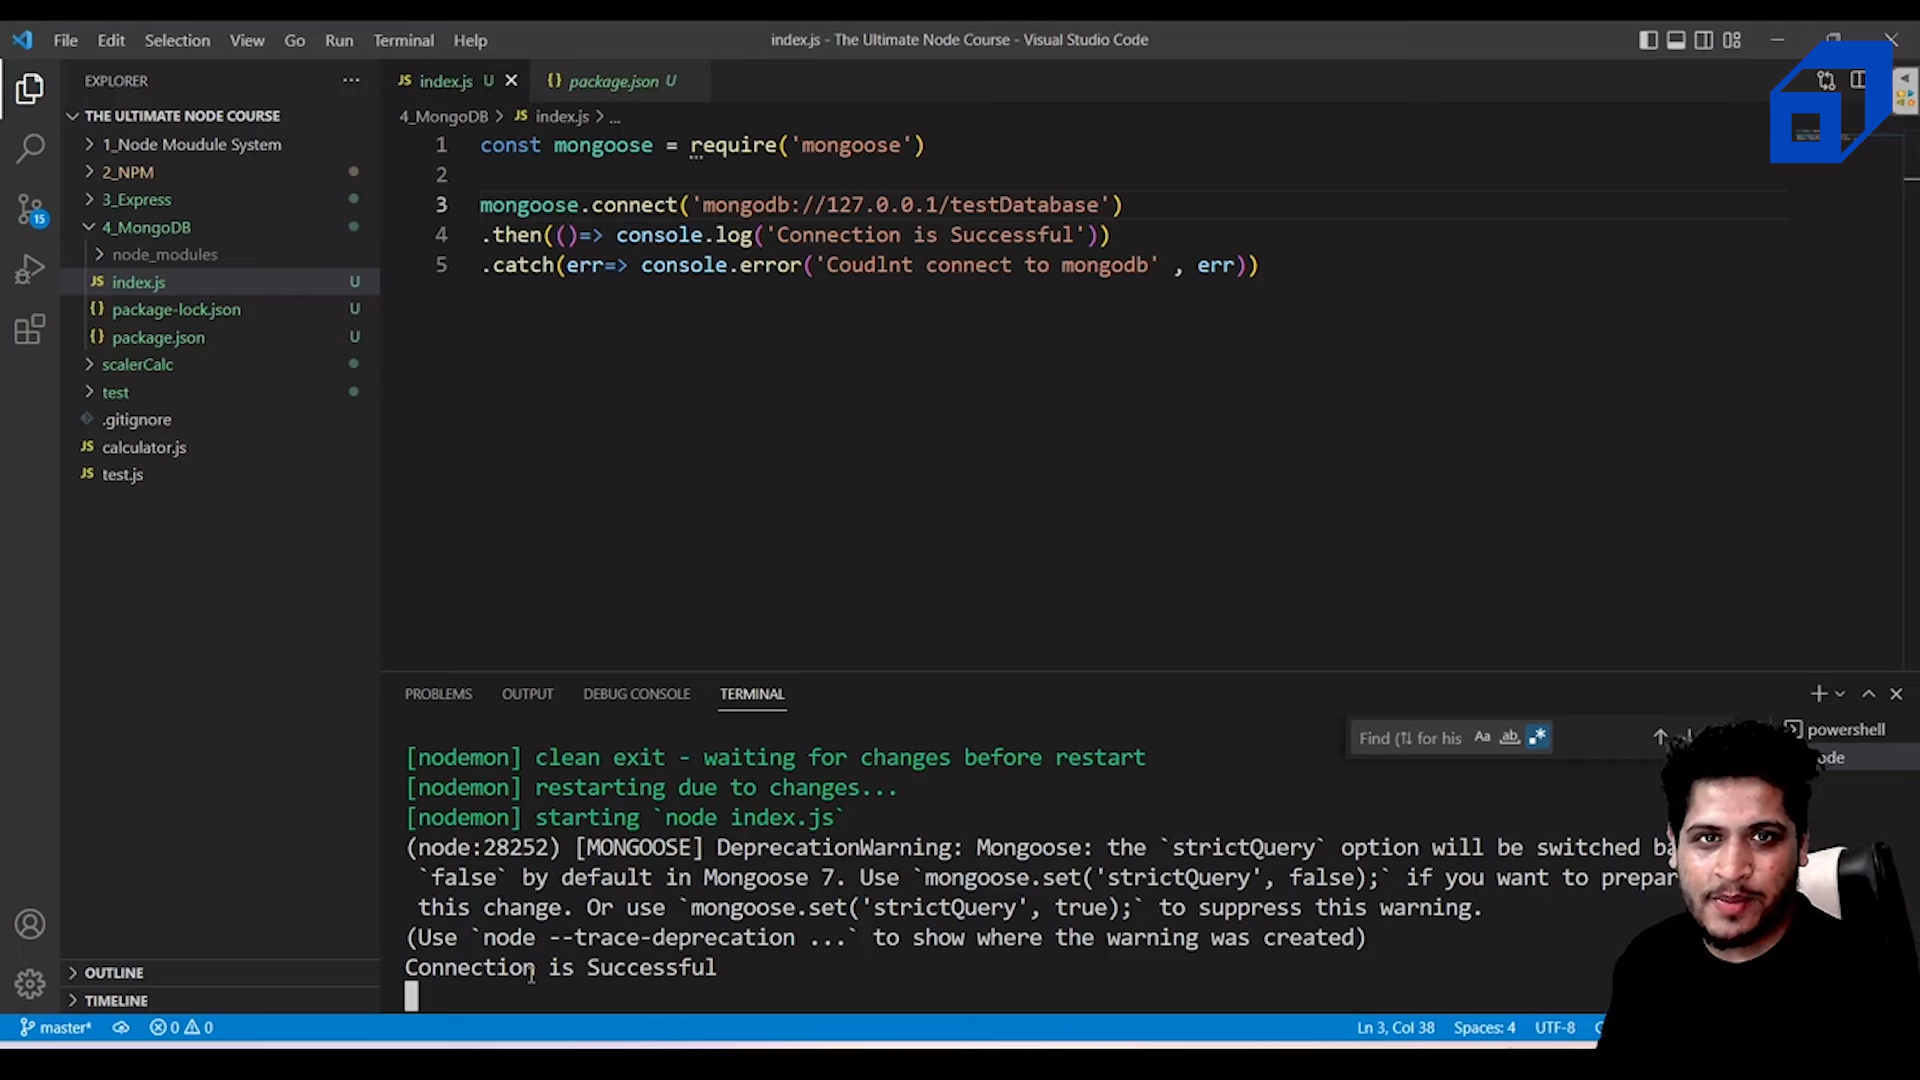 File Edit Selection View Go Run Terminal Help
index.js - The Ultimate Node Course - Visual Studio Code
EXPLORER
THE ULTIMATE NODE COURSE
1_Node Moudule System
2_NPM
3_Express
4_MongoDB
node_modules
JS index.js U
{} package-lock.json U
{} package.json U
scalerCalc
test
.gitignore
JS calculator.js
JS test.js
OUTLINE
TIMELINE
15
JS index.js U
{} package.json U
4_MongoDB > JS index.js > ...
1 const mongoose = require('mongoose')
2
3 mongoose.connect('mongodb://127.0.0.1/testDatabase')
4 .then(()=> console.log('Connection is Successful'))
5 .catch(err=> console.error('Coudlnt connect to mongodb' , err))
PROBLEMS OUTPUT DEBUG CONSOLE TERMINAL
Find (⇅ for his Aa ab
powershell
ode
[nodemon] clean exit - waiting for changes before restart
[nodemon] restarting due to changes...
[nodemon] starting `node index.js`
(node:28252) [MONGOOSE] DeprecationWarning: Mongoose: the `strictQuery` option will be switched ba
`false` by default in Mongoose 7. Use `mongoose.set('strictQuery', false);` if you want to prepar
this change. Or use `mongoose.set('strictQuery', true);` to suppress this warning.
(Use `node --trace-deprecation ...` to show where the warning was created)
Connection is Successful
master* 0 0 Ln 3, Col 38 Spaces: 4 UTF-8